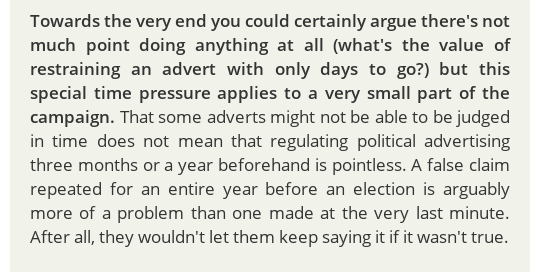 Towards the very end you could certainly argue there's not
much point doing anything at all (what's the value of
restraining an advert with only days to go?) but this
special time pressure applies to a very small part of the
campaign. That some adverts might not be able to be judged
in time does not mean that regulating political advertising
three months or a year beforehand is pointless. A false claim
repeated for an entire year before an election is arguably
more of a problem than one made at the very last minute.
After all, they wouldn't let them keep saying it if it wasn't true.